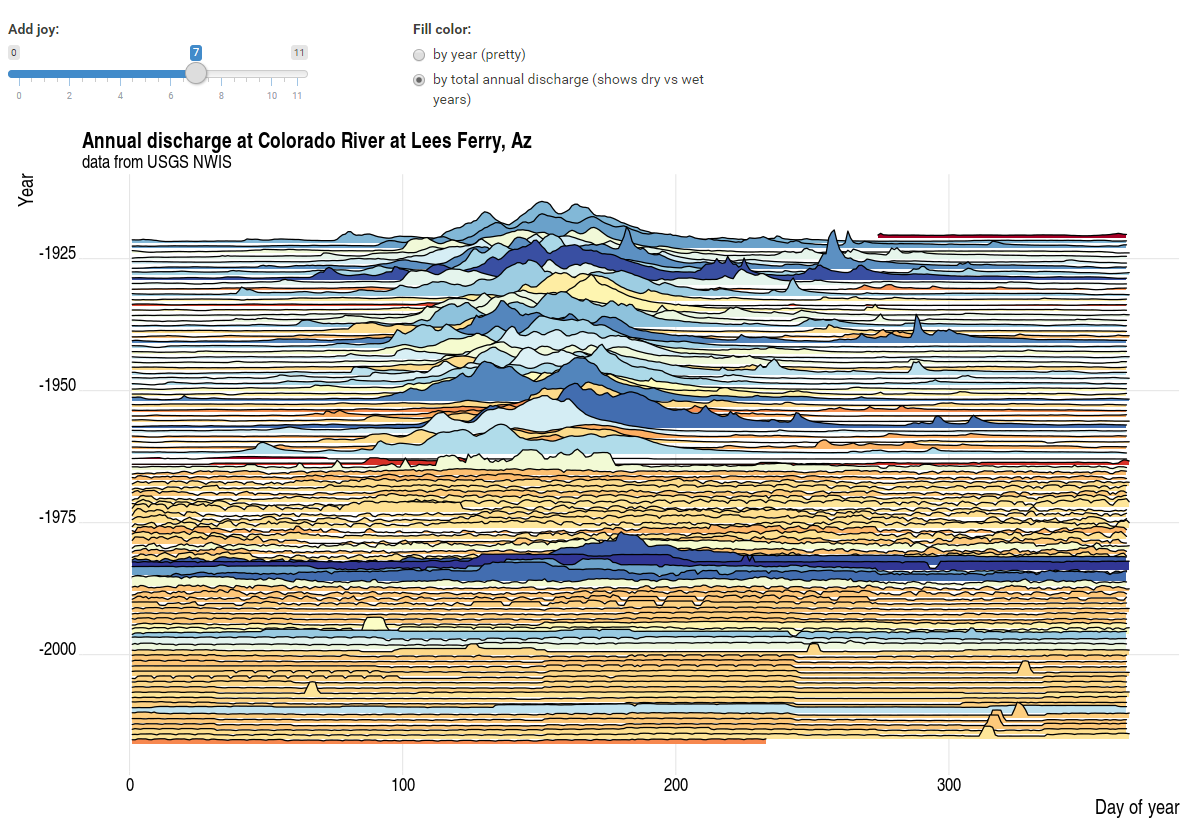 Add joy:
0 7 11
0 2 4 6 8 10 11
Fill color:
by year (pretty)
by total annual discharge (shows dry vs wet
years)
Annual discharge at Colorado River at Lees Ferry, Az
data from USGS NWIS
Year
-1925
-1950
-1975
-2000
0 100 200 300
Day of year